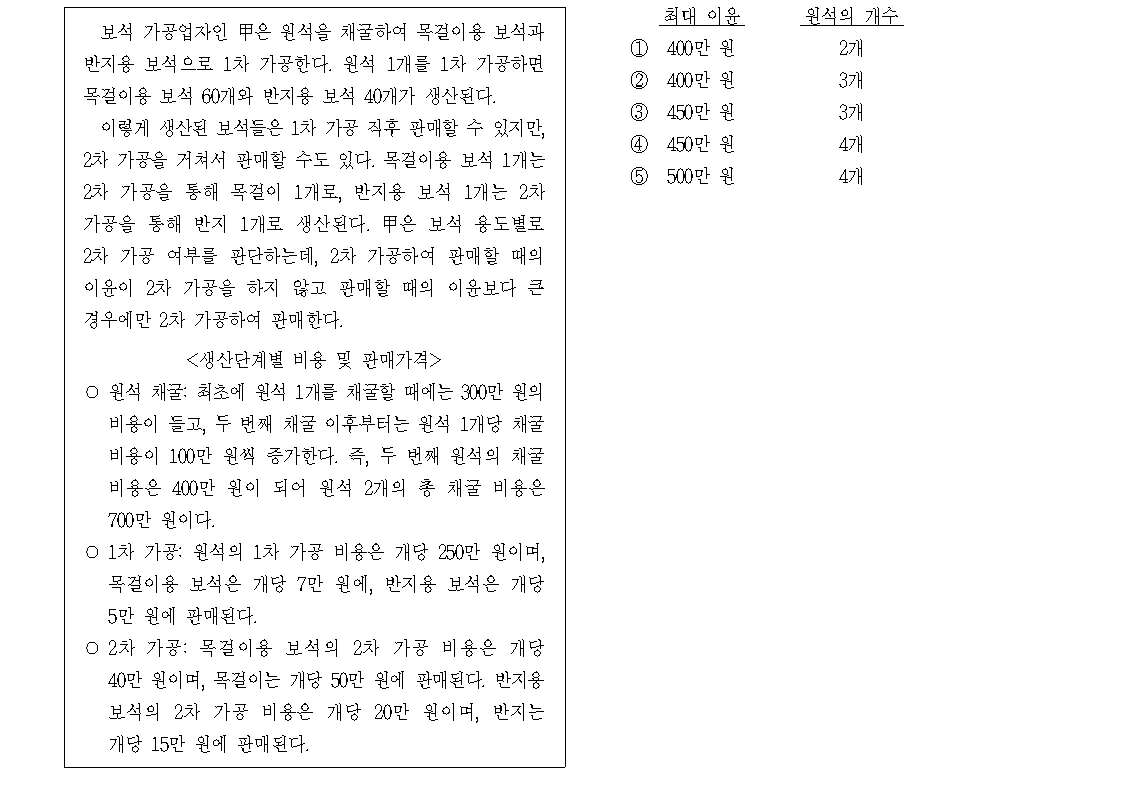 보석 가공업자인 甲은 원석을 채굴하여 목걸이용 보석과
반지용 보석으로 1차 가공한다. 원석 1개를 1차 가공하면
목걸이용 보석 60개와 반지용 보석 40개가 생산된다.
이렇게 생산된 보석들은 1차 가공 직후 판매할 수 있지만,
2차 가공을 거쳐서 판매할 수도 있다. 목걸이용 보석 1개는
2차 가공을 통해 목걸이 1개로, 반지용 보석 1개는 2차
가공을 통해 반지 1개로 생산된다. 甲은 보석 용도별로
2차 가공 여부를 판단하는데, 2차 가공하여 판매할 때의
이윤이 2차 가공을 하지 않고 판매할 때의 이윤보다 큰
경우에만 2차 가공하여 판매한다.
<생산단계별 비용 및 판매가격>
○ 원석 채굴: 최초에 원석 1개를 채굴할 때에는 300만 원의
비용이 들고, 두 번째 채굴 이후부터는 원석 1개당 채굴
비용이 100만 원씩 증가한다. 즉, 두 번째 원석의 채굴
비용은 400만 원이 되어 원석 2개의 총 채굴 비용은
700만 원이다.
○ 1차 가공: 원석의 1차 가공 비용은 개당 250만 원이며,
목걸이용 보석은 개당 7만 원에, 반지용 보석은 개당
5만 원에 판매된다.
○ 2차 가공: 목걸이용 보석의 2차 가공 비용은 개당
40만 원이며, 목걸이는 개당 50만 원에 판매된다. 반지용
보석의 2차 가공 비용은 개당 20만 원이며, 반지는
개당 15만 원에 판매된다.
최대 이윤 원석의 개수
① 400만 원 2개
② 400만 원 3개
③ 450만 원 3개
④ 450만 원 4개
⑤ 500만 원 4개